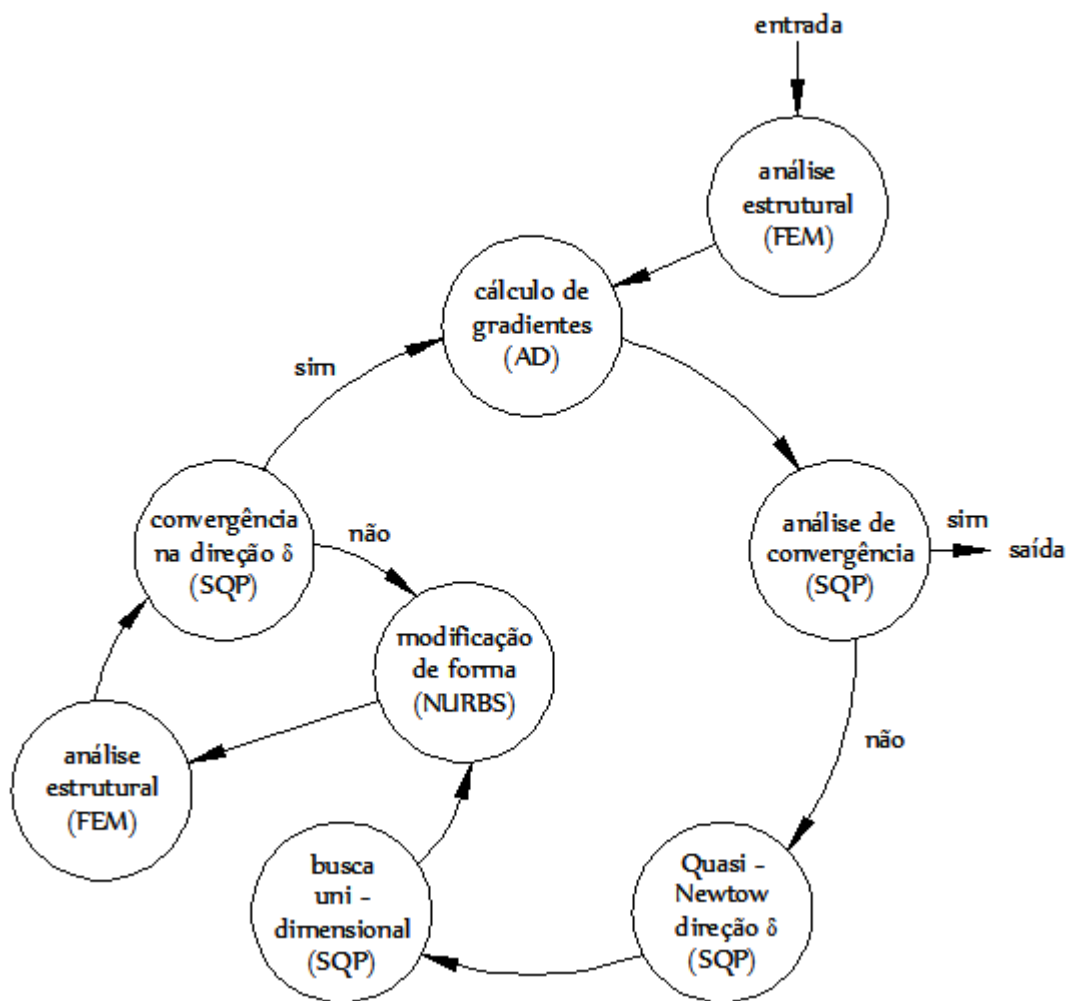 entrada
análise
estrutural
(FEM)
cálculo de
gradientes
(AD)
sim
convergência
na direção δ
(SQP)
não
análise de
convergência
(SQP)
sim
saída
modificação
de forma
(NURBS)
não
análise
estrutural
(FEM)
busca
uni -
dimensional
(SQP)
Quasi -
Newtow
direção δ
(SQP)